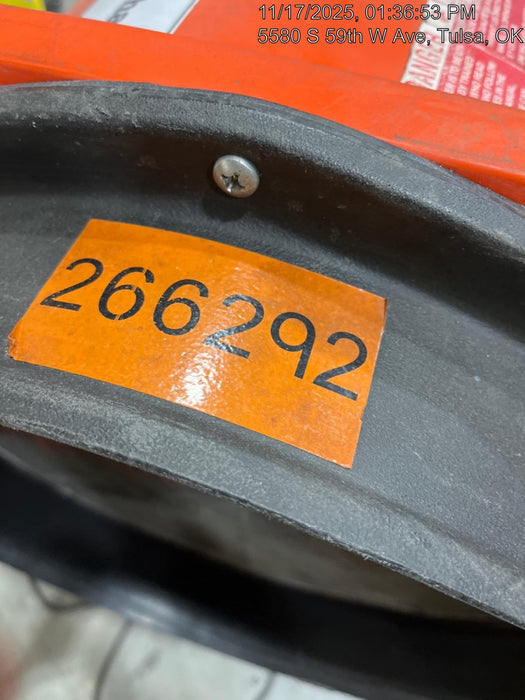 11/17/2025, 01:36:53 PM
5580 S 59th W Ave, Tulsa, OK
266292